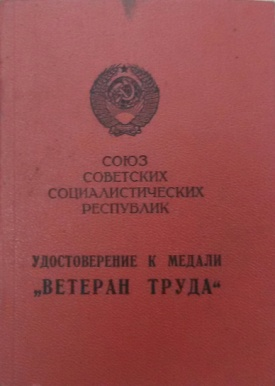 СОЮЗ
СОВЕТСКИХ
СОЦИАЛИСТИЧЕСКИХ
РЕСПУБЛИК
УДОСТОВЕРЕНИЕ К МЕДАЛИ
„ВЕТЕРАН ТРУДА“